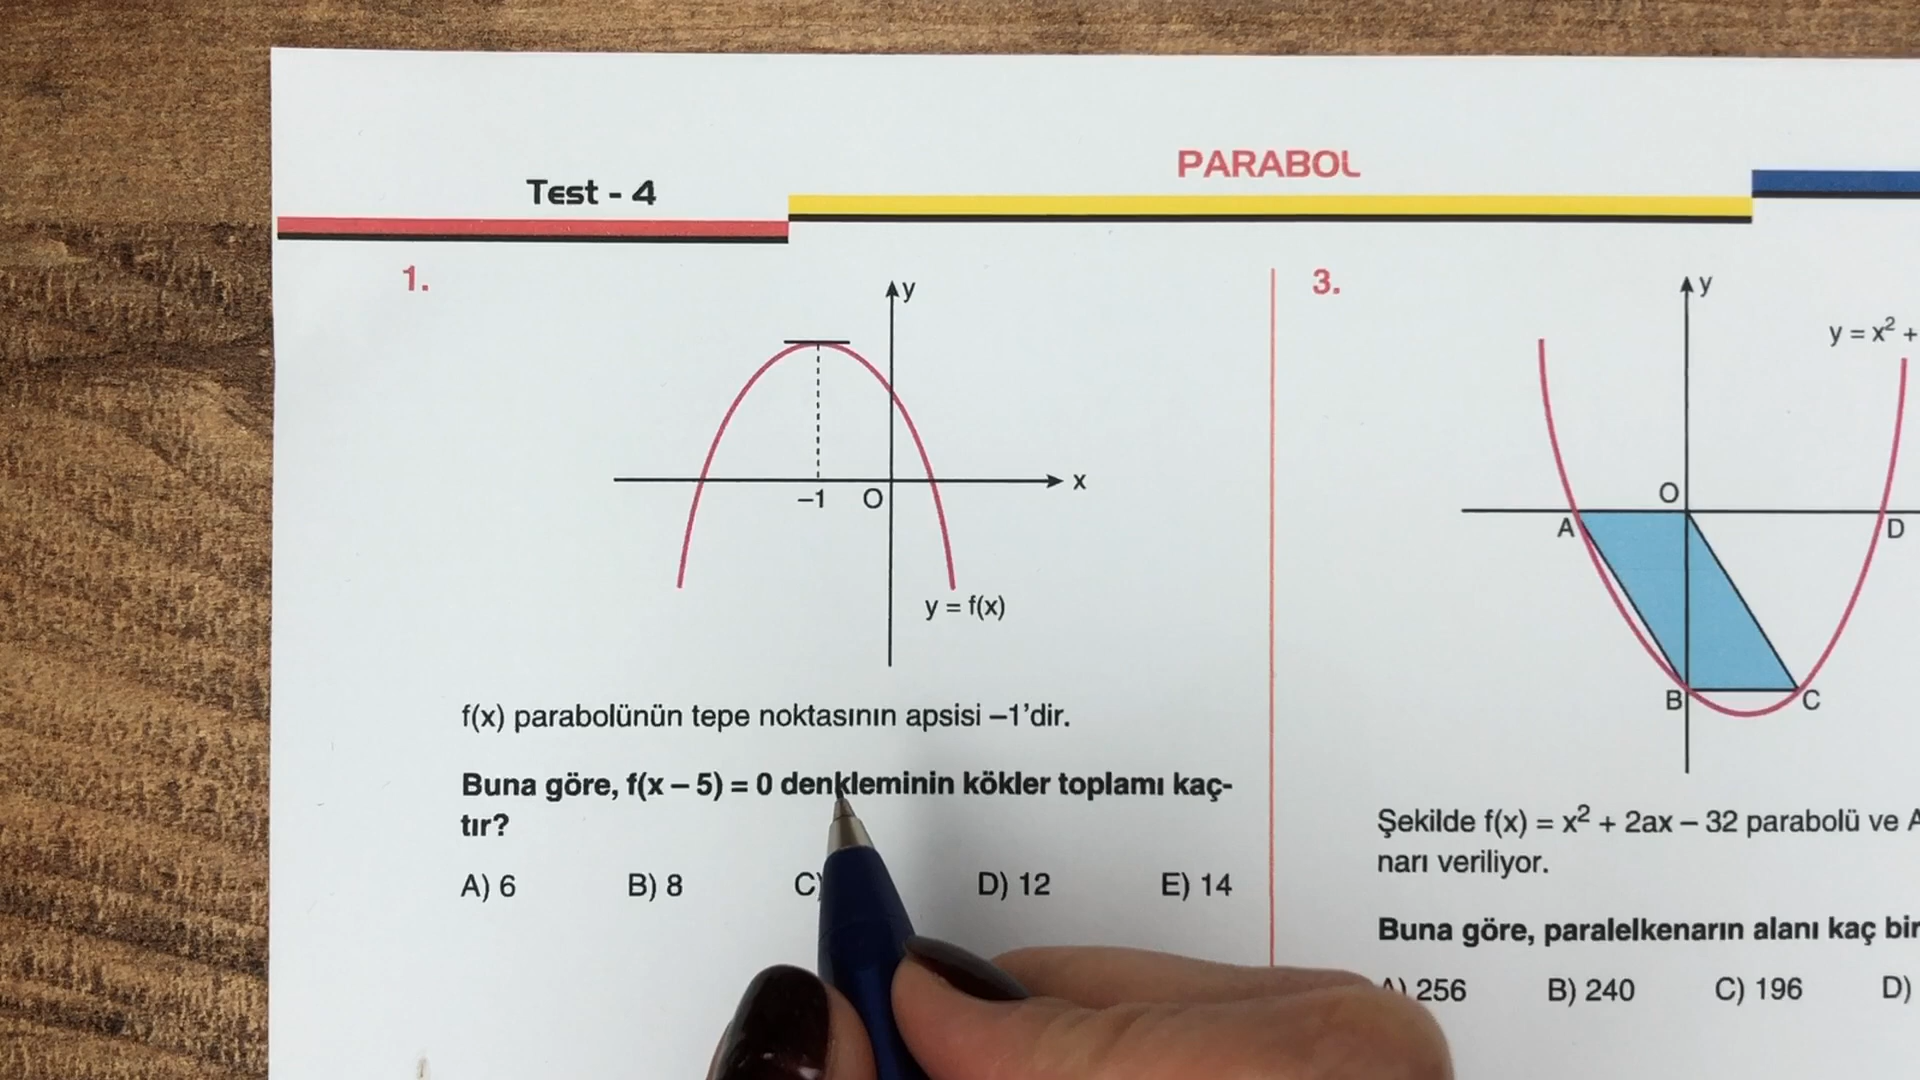 Test - 4
PARABOL
1.
y
x
–1
O
y = f(x)
f(x) parabolünün tepe noktasının apsisi –1’dir.
Buna göre, f(x – 5) = 0 denkleminin kökler toplamı kaç-
tır?
A) 6 B) 8 C) D) 12 E) 14
3.
y
y = x² +
O
A
D
B
C
Şekilde f(x) = x² + 2ax – 32 parabolü ve A
narı veriliyor.
Buna göre, paralelkenarın alanı kaç bir
A) 256 B) 240 C) 196 D)